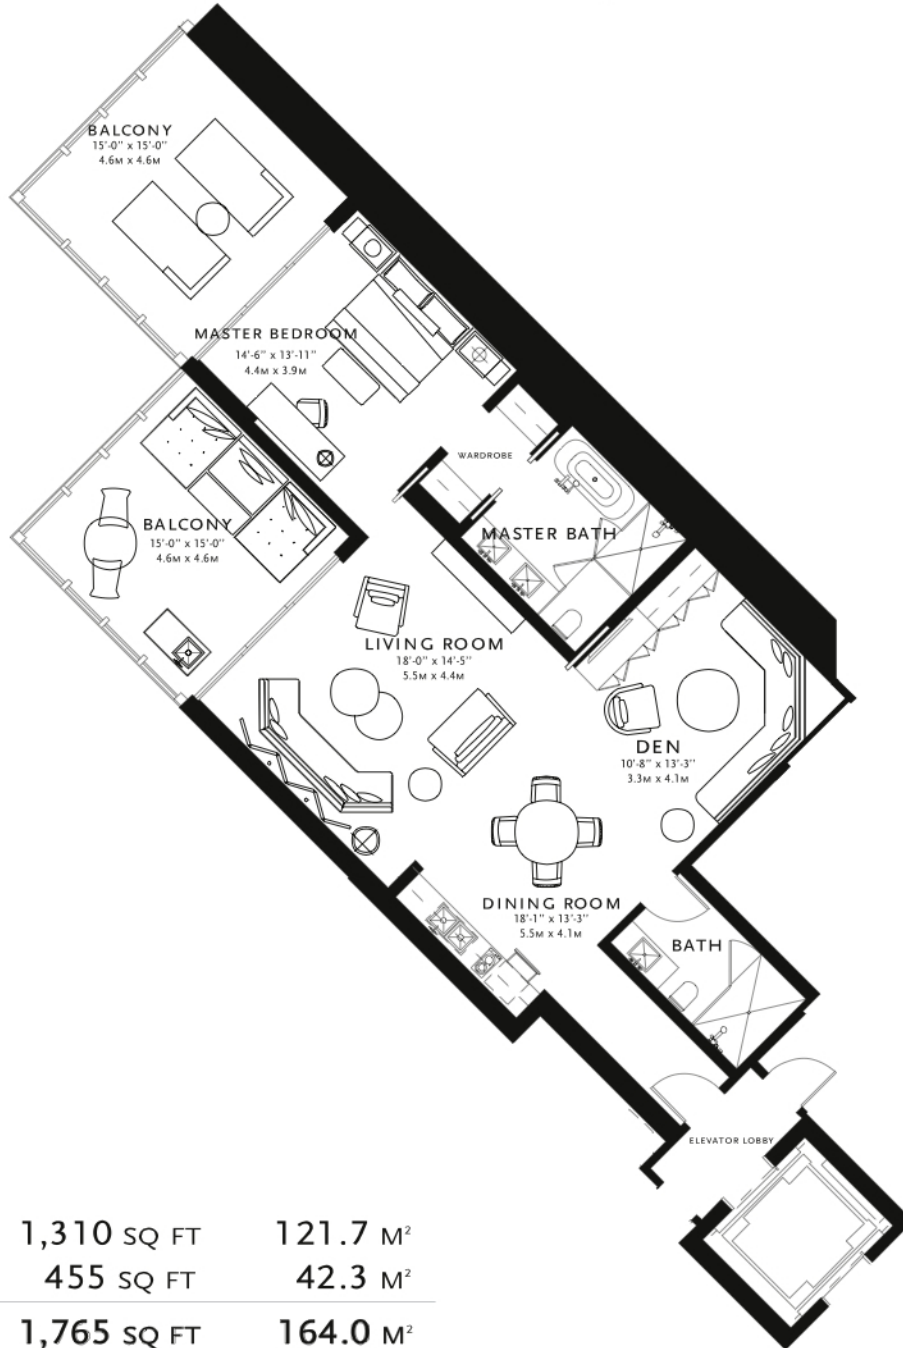 BALCONY
15'-0" x 15'-0"
4.6M x 4.6M
MASTER BEDROOM
14'-6" x 13'-11"
4.4M x 3.9M
WARDROBE
BALCONY
15'-0" x 15'-0"
4.6M x 4.6M
MASTER BATH
LIVING ROOM
18'-0" x 14'-5"
5.5M x 4.4M
DEN
10'-8" x 13'-3"
3.3M x 4.1M
DINING ROOM
18'-1" x 13'-3"
5.5M x 4.1M
BATH
ELEVATOR LOBBY
1,310 SQ FT 121.7 M²
455 SQ FT 42.3 M²
1,765 SQ FT 164.0 M²